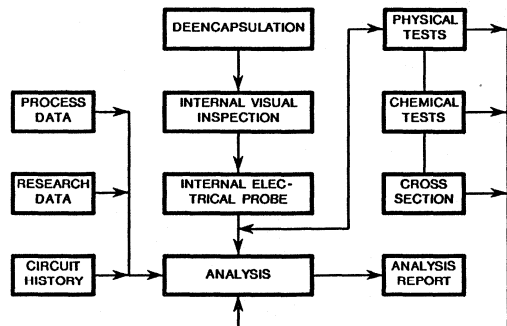 DEENCAPSULATION
PHYSICAL
TESTS
PROCESS
DATA
INTERNAL VISUAL
INSPECTION
CHEMICAL
TESTS
RESEARCH
DATA
INTERNAL ELEC-
TRICAL PROBE
CROSS
SECTION
CIRCUIT
HISTORY
ANALYSIS
ANALYSIS
REPORT